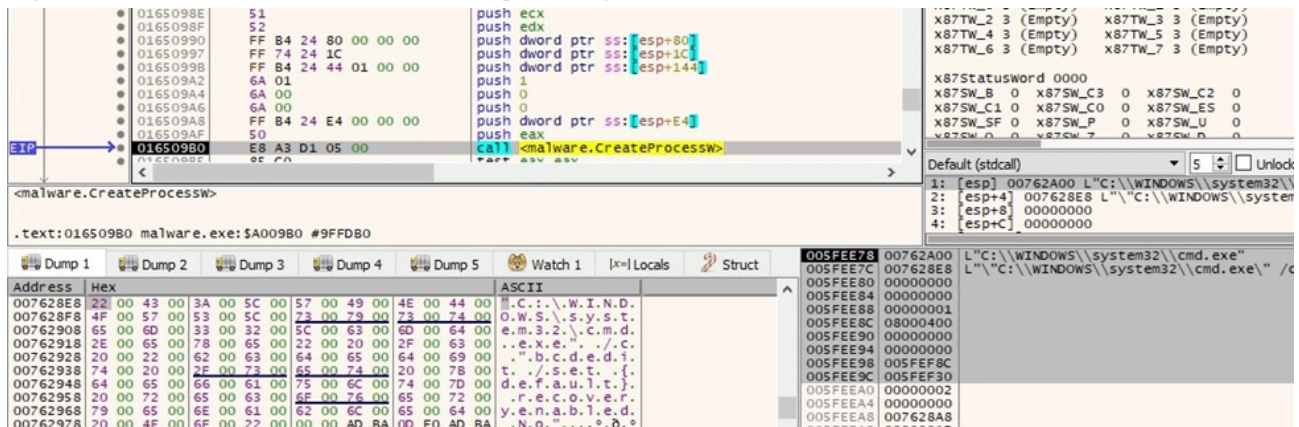 0165098E 51 push ecx
0165098F 52 push edx
01650990 FF B4 24 80 00 00 00 push dword ptr ss:[esp+80]
01650997 FF 74 24 1C push dword ptr ss:[esp+1C]
0165099B FF B4 24 44 01 00 00 push dword ptr ss:[esp+144]
016509A2 6A 01 push 1
016509A4 6A 00 push 0
016509A6 6A 00 push 0
016509A8 FF B4 24 E4 00 00 00 push dword ptr ss:[esp+E4]
016509AF 50 push eax
EIP 016509B0 E8 A3 D1 05 00 call <malware.CreateProcessW>
x87TW_2 3 (Empty) x87TW_3 3 (Empty)
x87TW_4 3 (Empty) x87TW_5 3 (Empty)
x87TW_6 3 (Empty) x87TW_7 3 (Empty)
x87StatusWord 0000
x87SW_B 0 x87SW_C3 0 x87SW_C2 0
x87SW_C1 0 x87SW_C0 0 x87SW_ES 0
x87SW_SF 0 x87SW_P 0 x87SW_U 0
Default (stdcall) 5 Unlock
1: [esp] 00762A00 L"C:\\WINDOWS\\system32\\
2: [esp+4] 007628E8 L"\"C:\\WINDOWS\\system
3: [esp+8] 00000000
4: [esp+C] 00000000
<malware.CreateProcessW>
.text:016509B0 malware.exe:$A009B0 #9FFDB0
Dump 1 Dump 2 Dump 3 Dump 4 Dump 5 Watch 1 [x=] Locals Struct
Address Hex ASCII
007628E8 22 00 43 00 3A 00 5C 00 57 00 49 00 4E 00 44 00 ".C.:.\.W.I.N.D.
007628F8 4F 00 57 00 53 00 5C 00 73 00 79 00 73 00 74 00 O.W.S.\.s.y.s.t.
00762908 65 00 6D 00 33 00 32 00 5C 00 63 00 6D 00 64 00 e.m.3.2.\.c.m.d.
00762918 2E 00 65 00 78 00 65 00 22 00 20 00 2F 00 63 00 ..e.x.e.". ./.c.
00762928 20 00 22 00 62 00 63 00 64 00 65 00 64 00 69 00  .".b.c.d.e.d.i.
00762938 74 00 20 00 2F 00 73 00 65 00 74 00 20 00 7B 00 t. ./.s.e.t. .{.
00762948 64 00 65 00 66 00 61 00 75 00 6C 00 74 00 7D 00 d.e.f.a.u.l.t.}.
00762958 20 00 72 00 65 00 63 00 6F 00 76 00 65 00 72 00  .r.e.c.o.v.e.r.
00762968 79 00 65 00 6E 00 61 00 62 00 6C 00 65 00 64 00 y.e.n.a.b.l.e.d.
005FEE78 00762A00 L"C:\\WINDOWS\\system32\\cmd.exe"
005FEE7C 007628E8 L"\"C:\\WINDOWS\\system32\\cmd.exe\" /c
005FEE80 00000000
005FEE84 00000000
005FEE88 00000001
005FEE8C 08000400
005FEE90 00000000
005FEE94 00000000
005FEE98 005FEF8C
005FEE9C 005FEF30
005FEEA0 00000002
005FEEA4 00000000
005FEEA8 007628A8